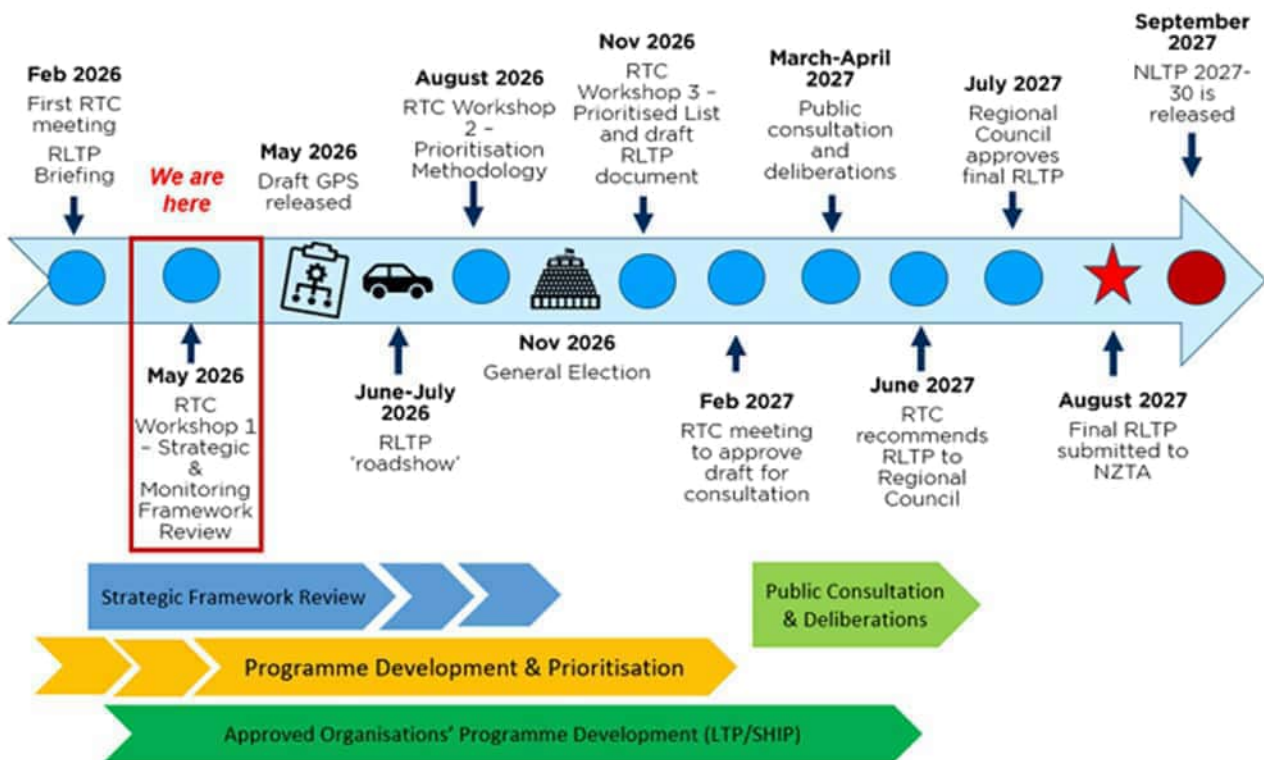 Feb 2026
First RTC
meeting
RLTP
Briefing
We are
here
May 2026
RTC
Workshop 1
– Strategic
&
Monitoring
Framework
Review
May 2026
Draft GPS
released
June-July
2026
RLTP
‘roadshow’
August 2026
RTC Workshop
2 –
Prioritisation
Methodology
Nov 2026
General Election
Nov 2026
RTC
Workshop 3 –
Prioritised List
and draft
RLTP
document
Feb 2027
RTC meeting
to approve
draft for
consultation
March-April
2027
Public
consultation
and
deliberations
June 2027
RTC
recommends
RLTP to
Regional
Council
July 2027
Regional
Council
approves
final RLTP
August 2027
Final RLTP
submitted to
NZTA
September
2027
NLTP 2027-
30 is
released
Strategic Framework Review
Public Consultation
& Deliberations
Programme Development & Prioritisation
Approved Organisations’ Programme Development (LTP/SHIP)